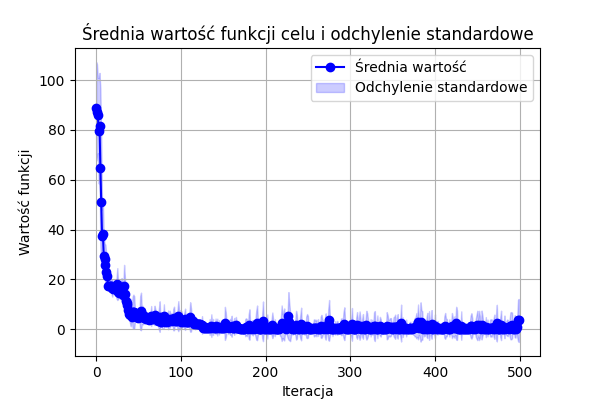 Średnia wartość funkcji celu i odchylenie standardowe
Średnia wartość
Odchylenie standardowe
Wartość funkcji
100
80
60
40
20
0
0 100 200 300 400 500
Iteracja